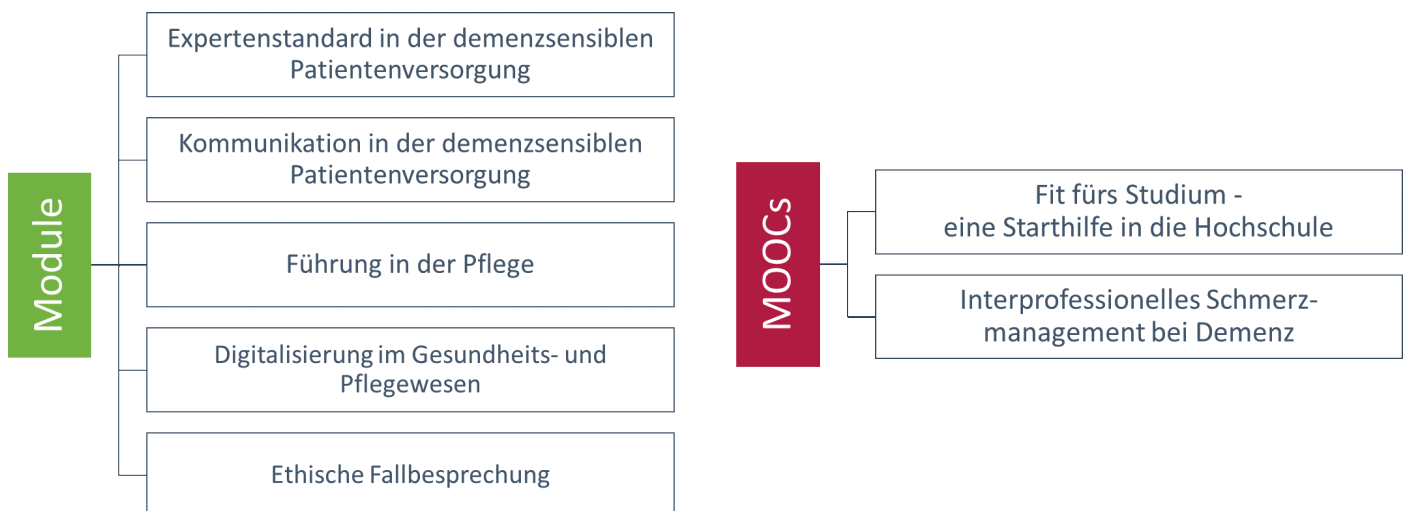 Module
Expertenstandard in der demenzsensiblen
Patientenversorgung
Kommunikation in der demenzsensiblen
Patientenversorgung
Führung in der Pflege
Digitalisierung im Gesundheits- und
Pflegewesen
Ethische Fallbesprechung
MOOCs
Fit fürs Studium -
eine Starthilfe in die Hochschule
Interprofessionelles Schmerz-
management bei Demenz